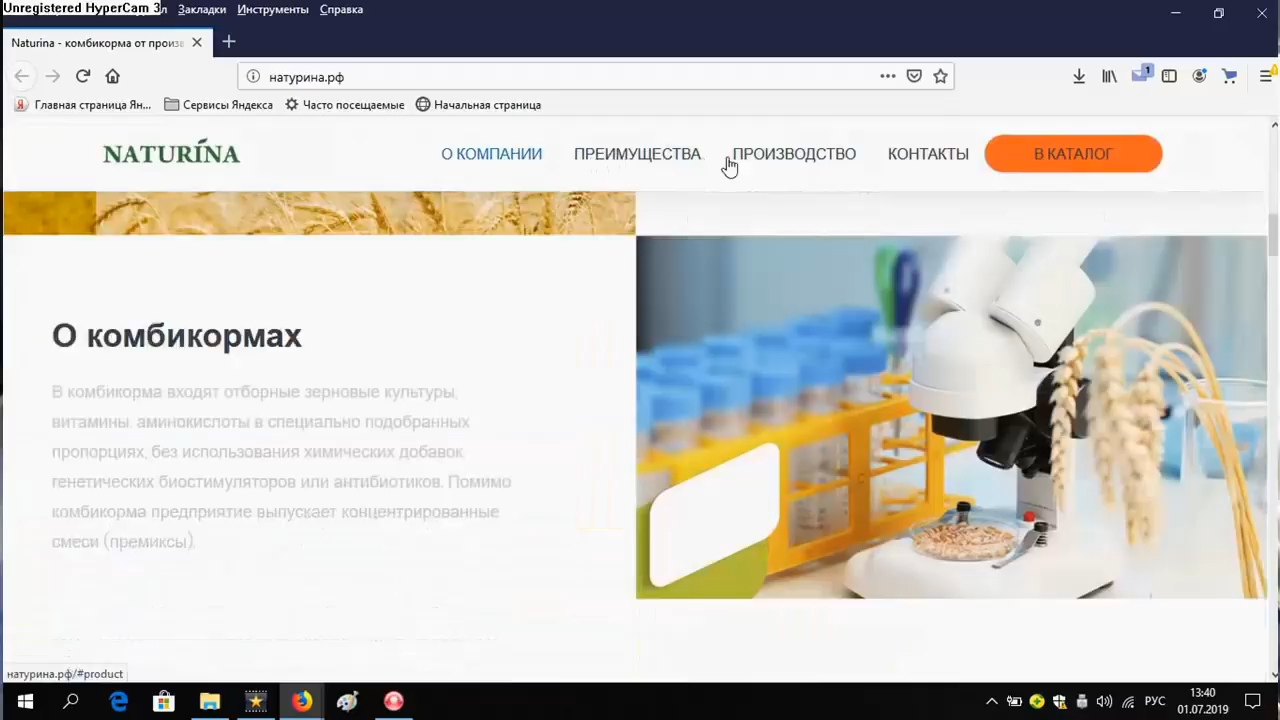 Unregistered HyperCam 3
Закладки Инструменты Справка
Naturina - комбикорма от произв
натурина.рф
Главная страница Ян... Сервисы Яндекса Часто посещаемые Начальная страница
NATURÍNA О КОМПАНИИ ПРЕИМУЩЕСТВА ПРОИЗВОДСТВО КОНТАКТЫ В КАТАЛОГ
О комбикормах
В комбикорма входят отборные зерновые культуры,
витамины, аминокислоты в специально подобранных
пропорциях, без использования химических добавок,
генетических биостимуляторов или антибиотиков. Помимо
комбикорма предприятие выпускает концентрированные
смеси (премиксы).
натурина.рф/#product
РУС
13:40
01.07.2019